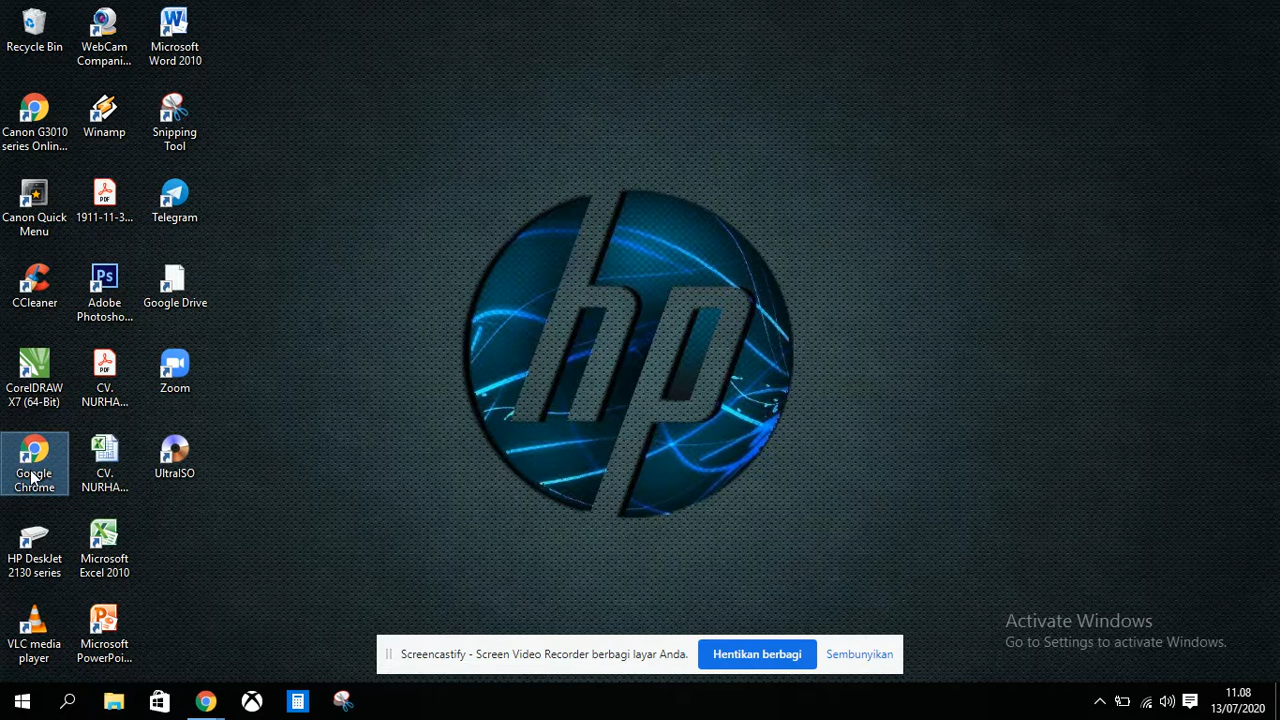 Recycle Bin
WebCam
Compani...
Microsoft
Word 2010
Canon G3010
series Onlin...
Winamp
Snipping
Tool
Canon Quick
Menu
1911-11-3...
Telegram
CCleaner
Adobe
Photosho...
Google Drive
CorelDRAW
X7 (64-Bit)
CV.
NURHA...
Zoom
Google
Chrome
CV.
NURHA...
UltraISO
HP DeskJet
2130 series
Microsoft
Excel 2010
VLC media
player
Microsoft
PowerPoi...
hp
Activate Windows
Go to Settings to activate Windows.
Screencastify - Screen Video Recorder berbagi layar Anda.
Hentikan berbagi
Sembunyikan
11.08
13/07/2020